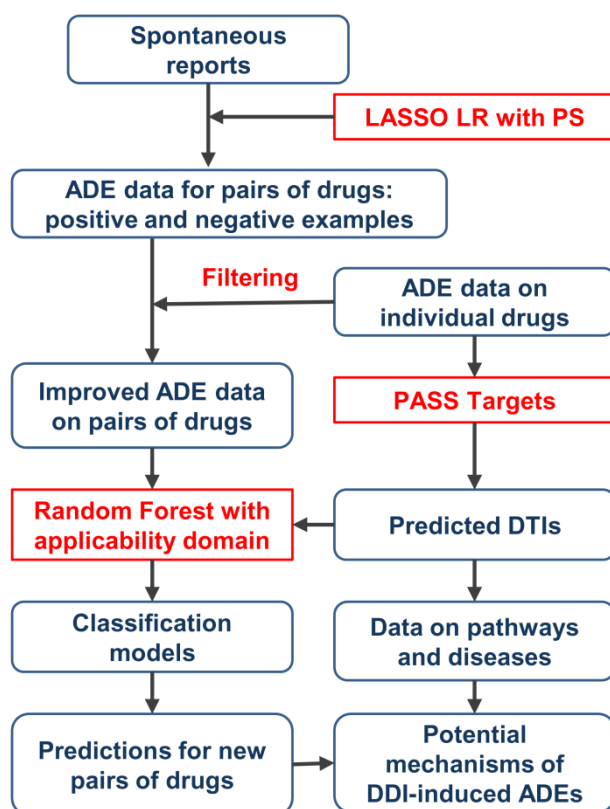 Spontaneous
reports
LASSO LR with PS
ADE data for pairs of drugs:
positive and negative examples
Filtering
ADE data on
individual drugs
Improved ADE data
on pairs of drugs
PASS Targets
Random Forest with
applicability domain
Predicted DTIs
Classification
models
Data on pathways
and diseases
Predictions for new
pairs of drugs
Potential
mechanisms of
DDI-induced ADEs